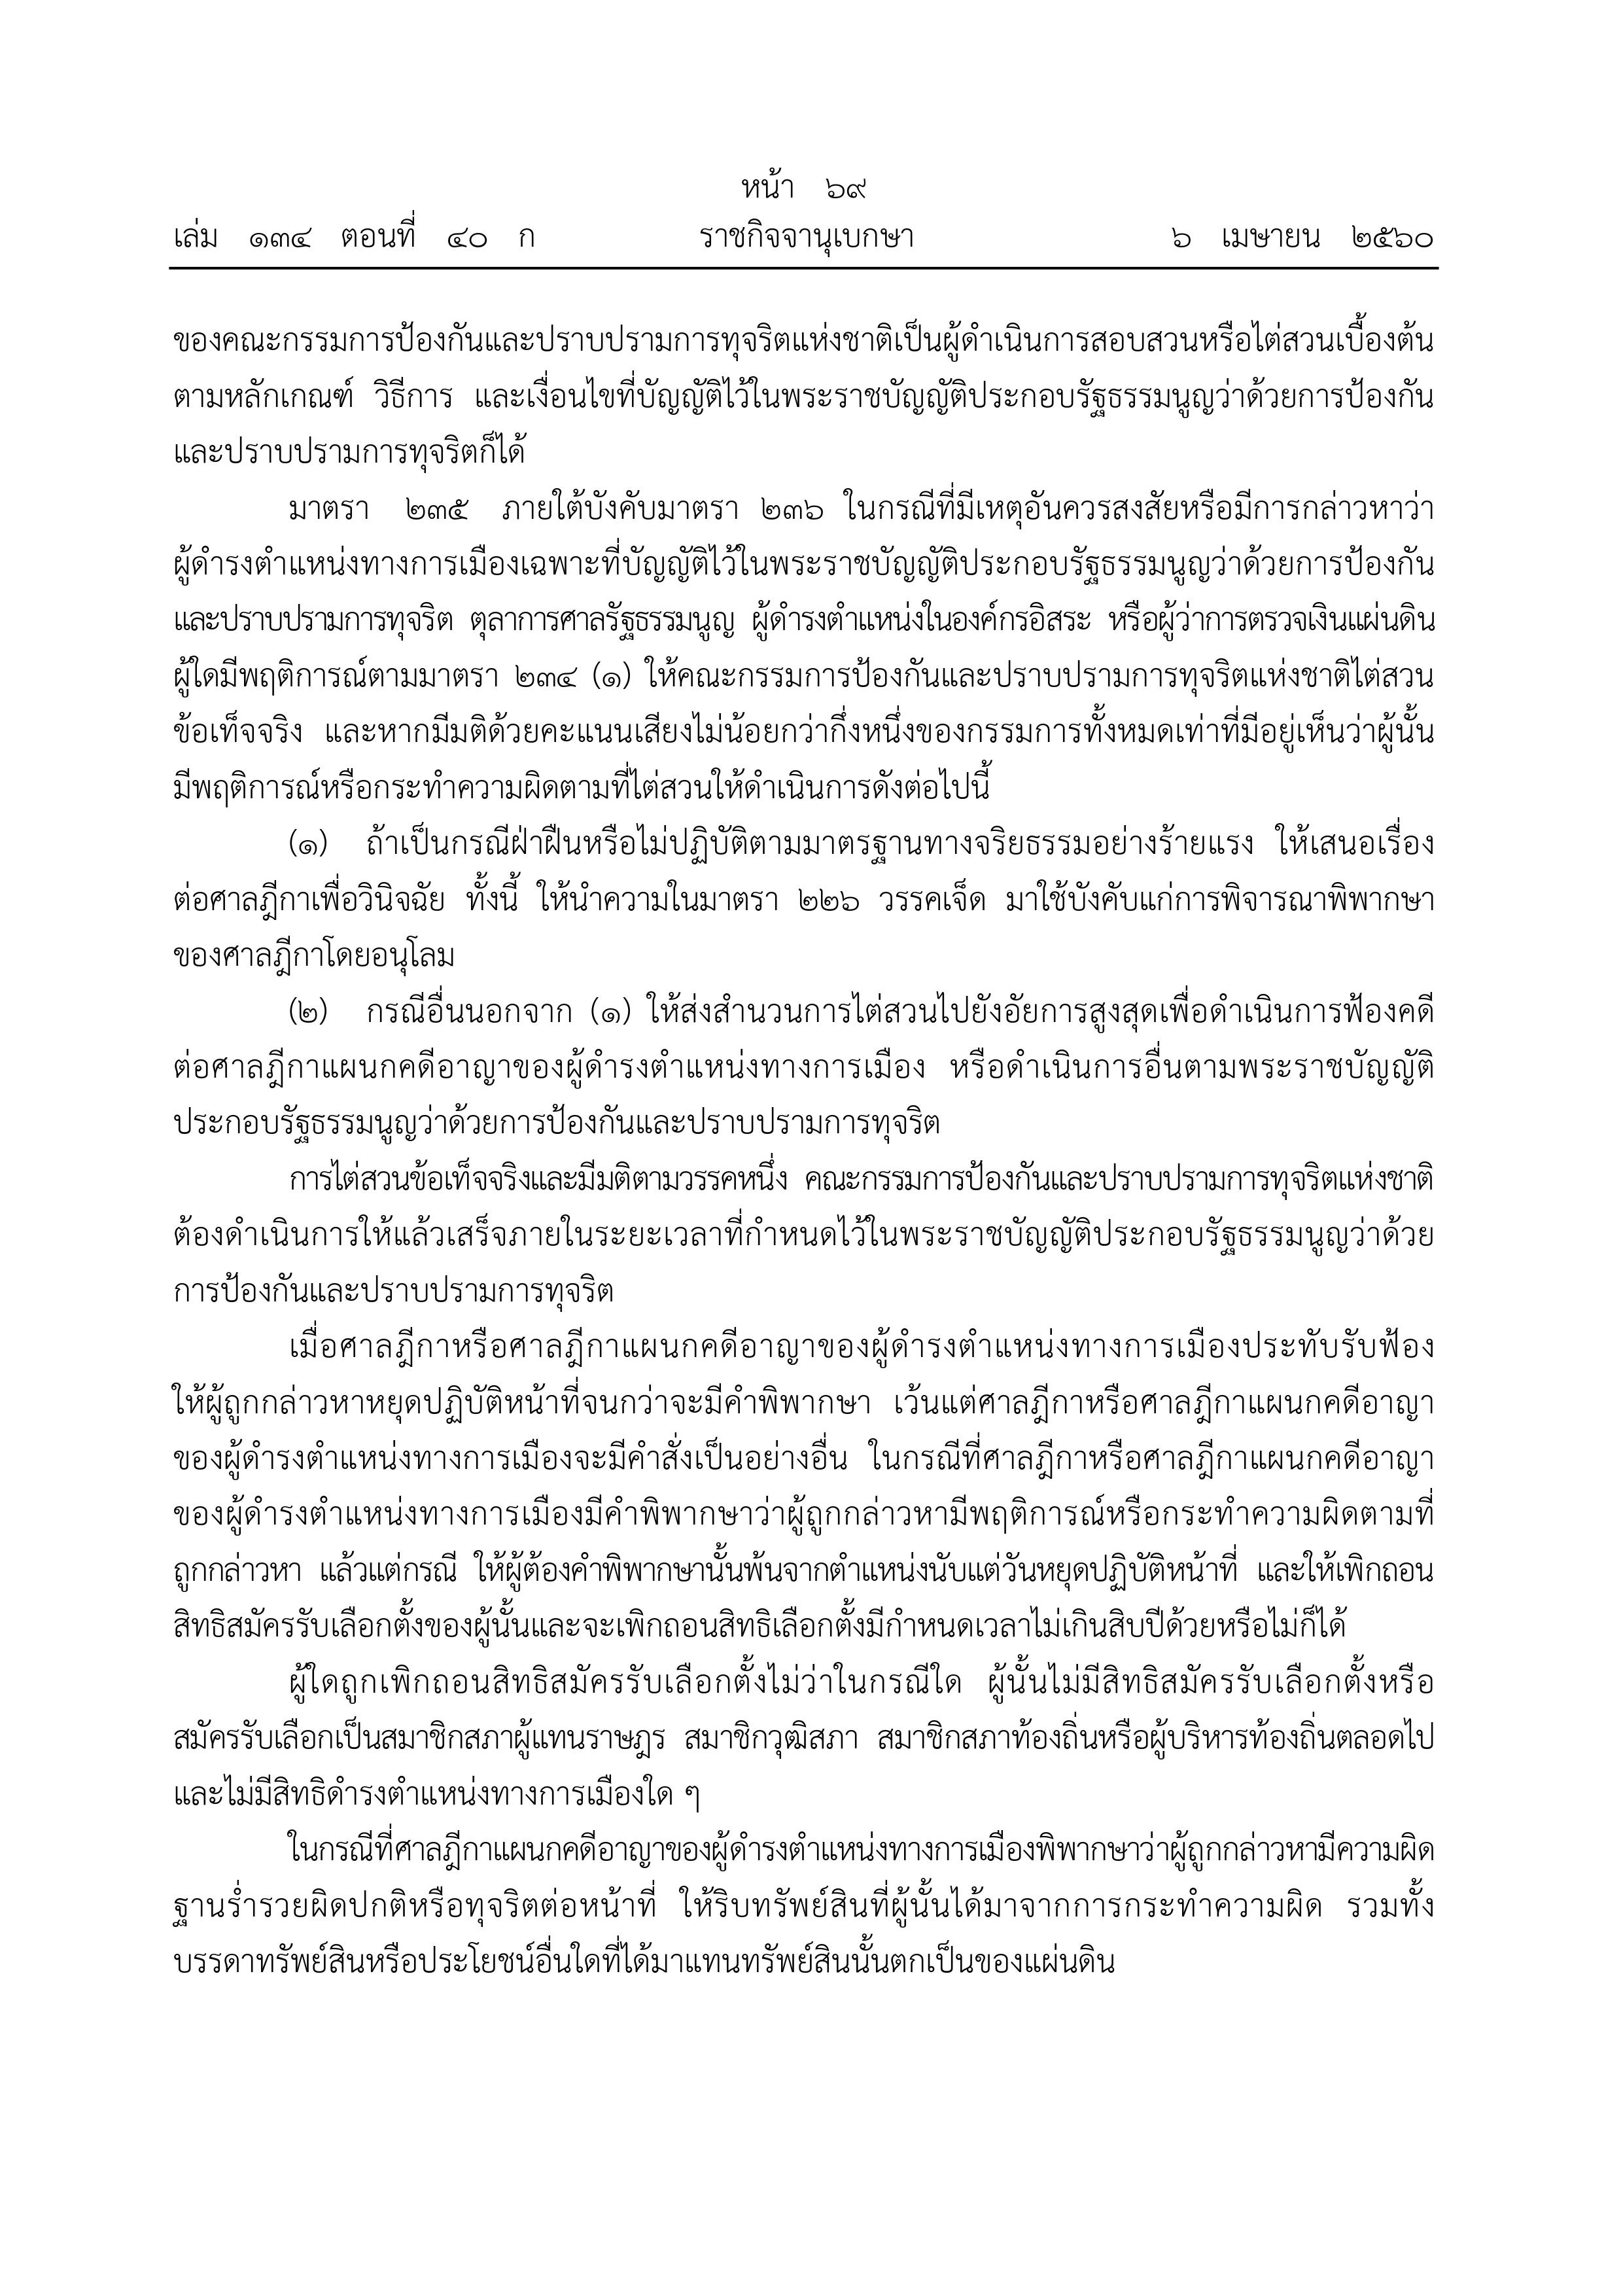 หน้า ๖๙
เล่ม ๑๓๔ ตอนที่ ๔๐ ก ราชกิจจานุเบกษา ๖ เมษายน ๒๕๖๐
ของคณะกรรมการป้องกันและปราบปรามการทุจริตแห่งชาติเป็นผู้ดำเนินการสอบสวนหรือไต่สวนเบื้องต้น
ตามหลักเกณฑ์ วิธีการ และเงื่อนไขที่บัญญัติไว้ในพระราชบัญญัติประกอบรัฐธรรมนูญว่าด้วยการป้องกัน
และปราบปรามการทุจริตก็ได้
มาตรา ๒๓๕ ภายใต้บังคับมาตรา ๒๓๖ ในกรณีที่มีเหตุอันควรสงสัยหรือมีการกล่าวหาว่า
ผู้ดำรงตำแหน่งทางการเมืองเฉพาะที่บัญญัติไว้ในพระราชบัญญัติประกอบรัฐธรรมนูญว่าด้วยการป้องกัน
และปราบปรามการทุจริต ตุลาการศาลรัฐธรรมนูญ ผู้ดำรงตำแหน่งในองค์กรอิสระ หรือผู้ว่าการตรวจเงินแผ่นดิน
ผู้ใดมีพฤติการณ์ตามมาตรา ๒๓๔ (๑) ให้คณะกรรมการป้องกันและปราบปรามการทุจริตแห่งชาติไต่สวน
ข้อเท็จจริง และหากมีมติด้วยคะแนนเสียงไม่น้อยกว่ากึ่งหนึ่งของกรรมการทั้งหมดเท่าที่มีอยู่เห็นว่าผู้นั้น
มีพฤติการณ์หรือกระทำความผิดตามที่ไต่สวนให้ดำเนินการดังต่อไปนี้
(๑) ถ้าเป็นกรณีฝ่าฝืนหรือไม่ปฏิบัติตามมาตรฐานทางจริยธรรมอย่างร้ายแรง ให้เสนอเรื่อง
ต่อศาลฎีกาเพื่อวินิจฉัย ทั้งนี้ ให้นำความในมาตรา ๒๒๖ วรรคเจ็ด มาใช้บังคับแก่การพิจารณาพิพากษา
ของศาลฎีกาโดยอนุโลม
(๒) กรณีอื่นนอกจาก (๑) ให้ส่งสำนวนการไต่สวนไปยังอัยการสูงสุดเพื่อดำเนินการฟ้องคดี
ต่อศาลฎีกาแผนกคดีอาญาของผู้ดำรงตำแหน่งทางการเมือง หรือดำเนินการอื่นตามพระราชบัญญัติ
ประกอบรัฐธรรมนูญว่าด้วยการป้องกันและปราบปรามการทุจริต
การไต่สวนข้อเท็จจริงและมีมติตามวรรคหนึ่ง คณะกรรมการป้องกันและปราบปรามการทุจริตแห่งชาติ
ต้องดำเนินการให้แล้วเสร็จภายในระยะเวลาที่กำหนดไว้ในพระราชบัญญัติประกอบรัฐธรรมนูญว่าด้วย
การป้องกันและปราบปรามการทุจริต
เมื่อศาลฎีกาหรือศาลฎีกาแผนกคดีอาญาของผู้ดำรงตำแหน่งทางการเมืองประทับรับฟ้อง
ให้ผู้ถูกกล่าวหาหยุดปฏิบัติหน้าที่จนกว่าจะมีคำพิพากษา เว้นแต่ศาลฎีกาหรือศาลฎีกาแผนกคดีอาญา
ของผู้ดำรงตำแหน่งทางการเมืองจะมีคำสั่งเป็นอย่างอื่น ในกรณีที่ศาลฎีกาหรือศาลฎีกาแผนกคดีอาญา
ของผู้ดำรงตำแหน่งทางการเมืองมีคำพิพากษาว่าผู้ถูกกล่าวหามีพฤติการณ์หรือกระทำความผิดตามที่
ถูกกล่าวหา แล้วแต่กรณี ให้ผู้ต้องคำพิพากษานั้นพ้นจากตำแหน่งนับแต่วันหยุดปฏิบัติหน้าที่ และให้เพิกถอน
สิทธิสมัครรับเลือกตั้งของผู้นั้นและจะเพิกถอนสิทธิเลือกตั้งมีกำหนดเวลาไม่เกินสิบปีด้วยหรือไม่ก็ได้
ผู้ใดถูกเพิกถอนสิทธิสมัครรับเลือกตั้งไม่ว่าในกรณีใด ผู้นั้นไม่มีสิทธิสมัครรับเลือกตั้งหรือ
สมัครรับเลือกเป็นสมาชิกสภาผู้แทนราษฎร สมาชิกวุฒิสภา สมาชิกสภาท้องถิ่นหรือผู้บริหารท้องถิ่นตลอดไป
และไม่มีสิทธิดำรงตำแหน่งทางการเมืองใด ๆ
ในกรณีที่ศาลฎีกาแผนกคดีอาญาของผู้ดำรงตำแหน่งทางการเมืองพิพากษาว่าผู้ถูกกล่าวหามีความผิด
ฐานร่ำรวยผิดปกติหรือทุจริตต่อหน้าที่ ให้ริบทรัพย์สินที่ผู้นั้นได้มาจากการกระทำความผิด รวมทั้ง
บรรดาทรัพย์สินหรือประโยชน์อื่นใดที่ได้มาแทนทรัพย์สินนั้นตกเป็นของแผ่นดิน